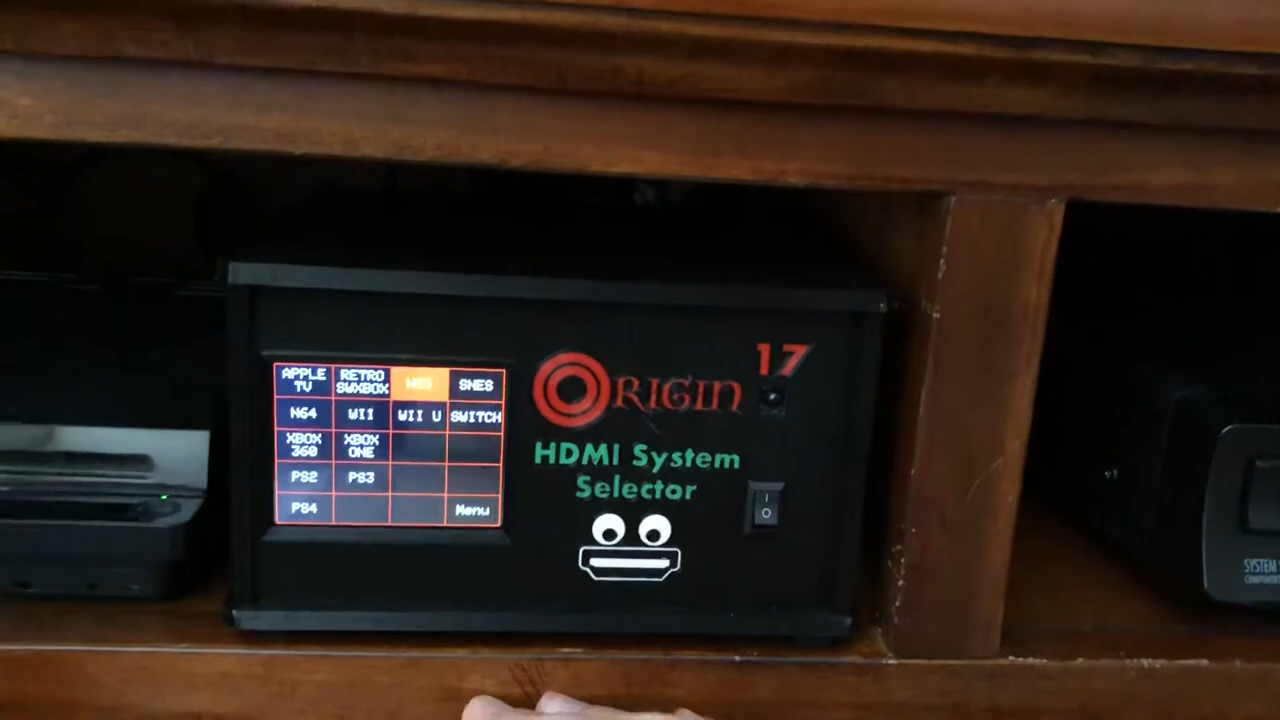 APPLE TV
RETRO SWXBOX
SNES
N64
WII
WII U
SWITCH
XBOX 360
XBOX ONE
PS2
PS3
PS4
Menu
ORIGIN
17
HDMI System
Selector
I
O
SYSTEM